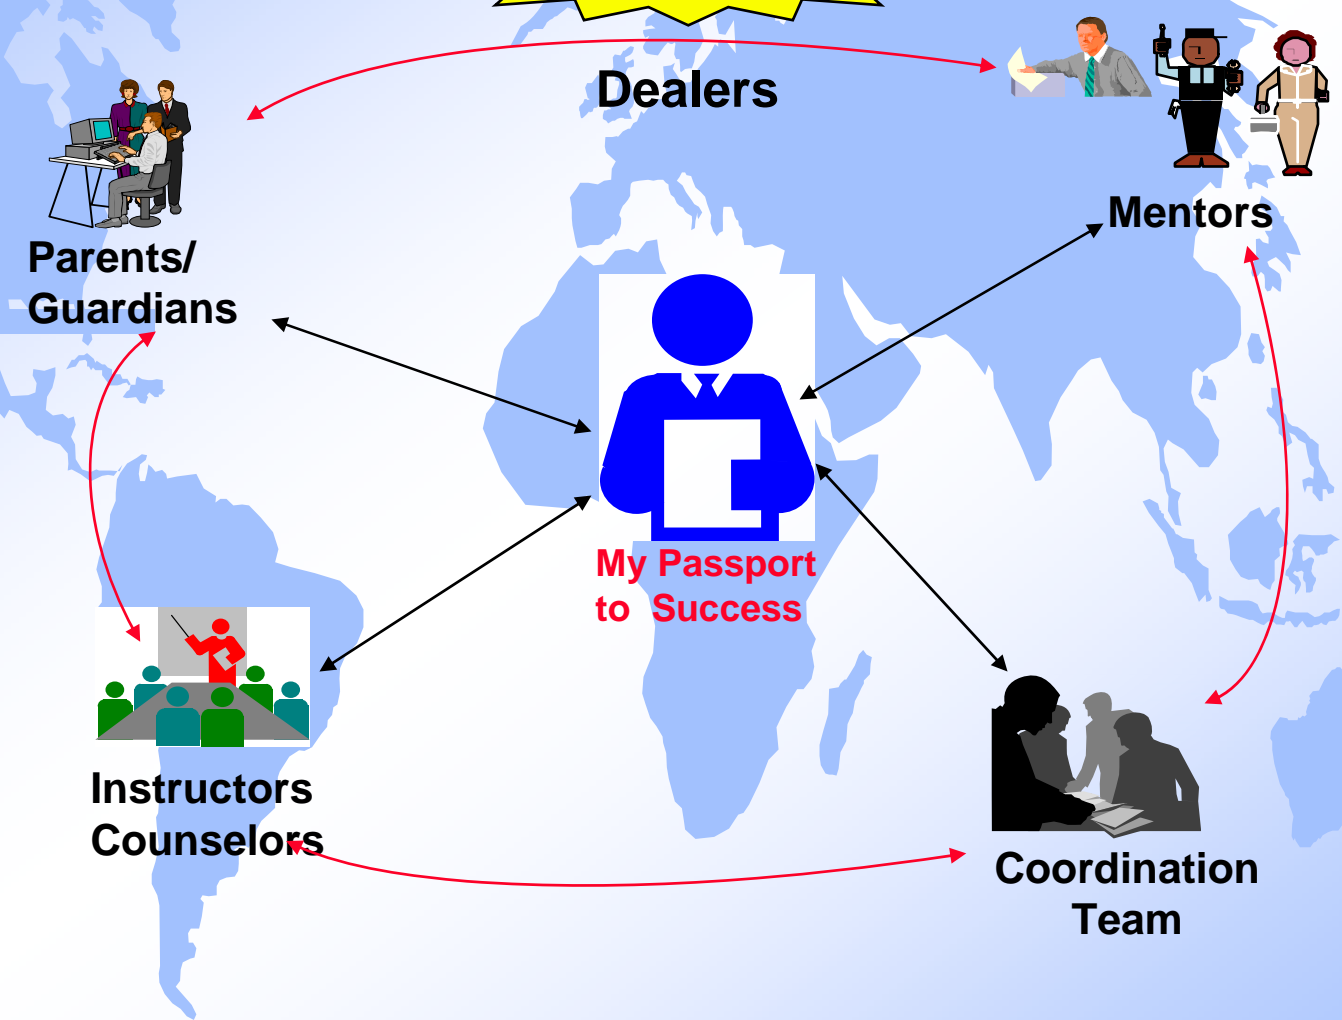 Dealers
Mentors
Parents/
Guardians
My Passport
to Success
Instructors
Counselors
Coordination
Team